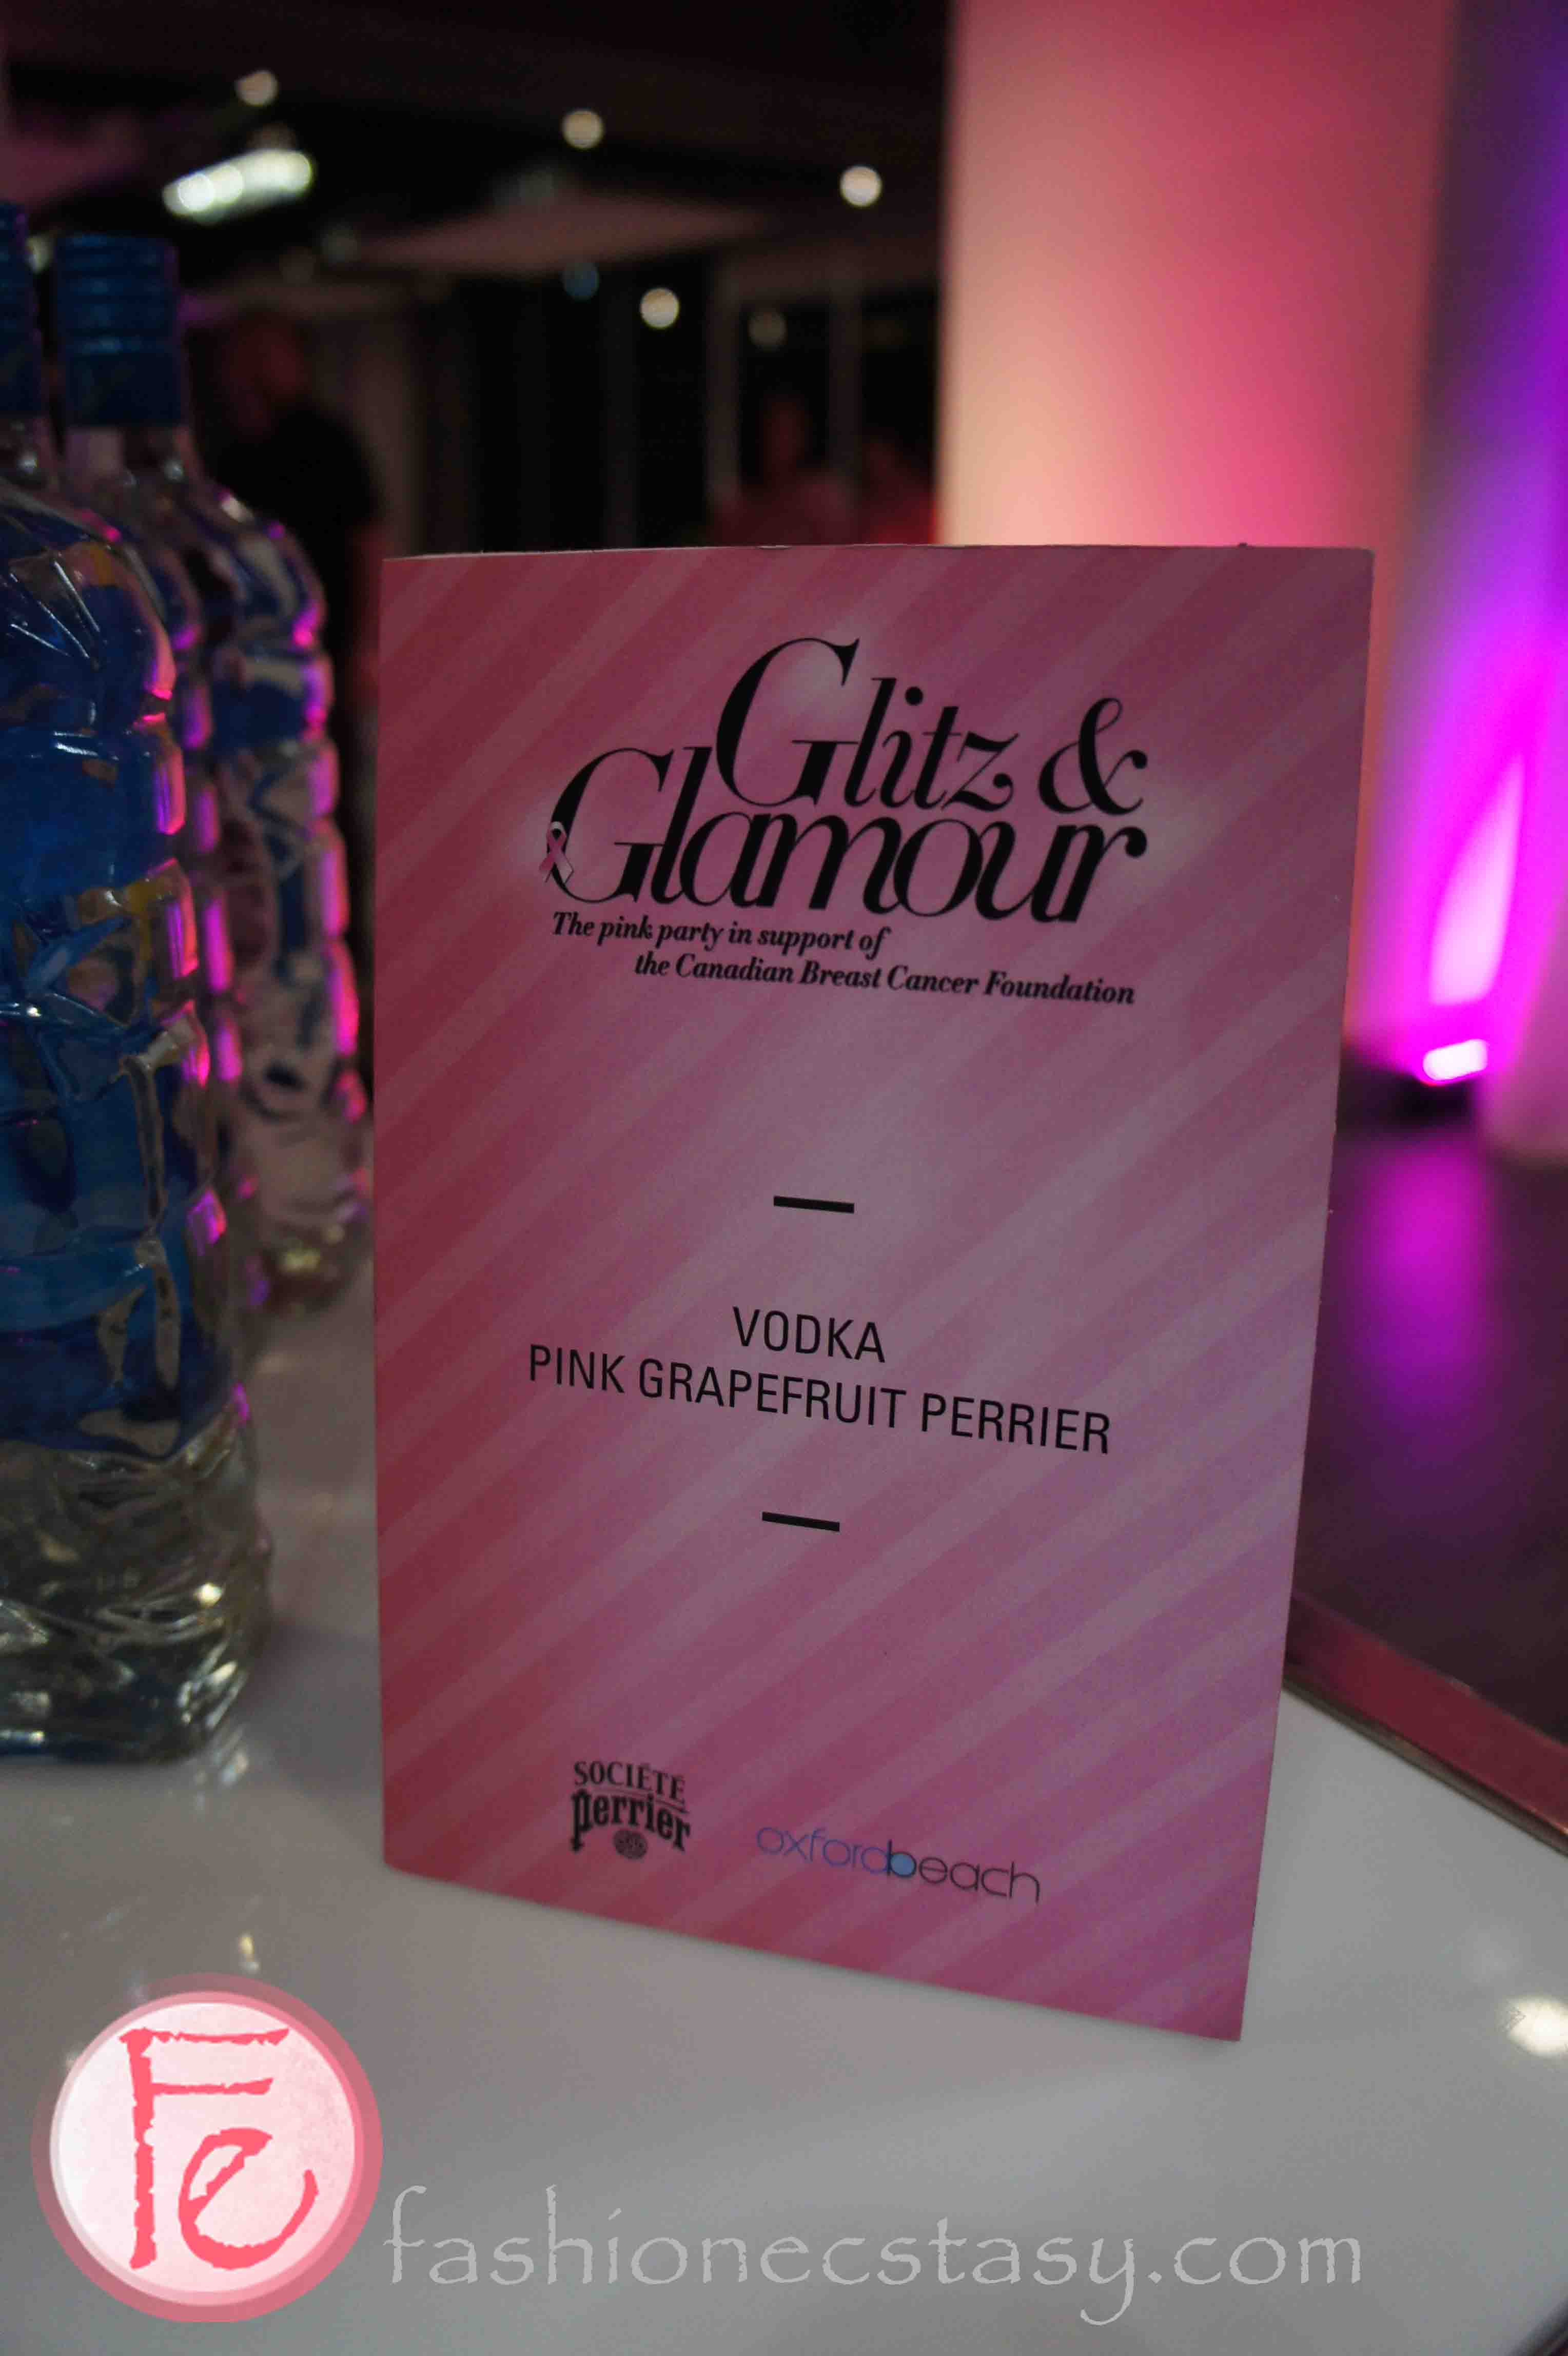 Glitz &
Glamour
The pink party in support of
the Canadian Breast Cancer Foundation
VODKA
PINK GRAPEFRUIT PERRIER
SOCIÉTÉ
perrier
oxfordbeach
Fe
fashionecstasy.com